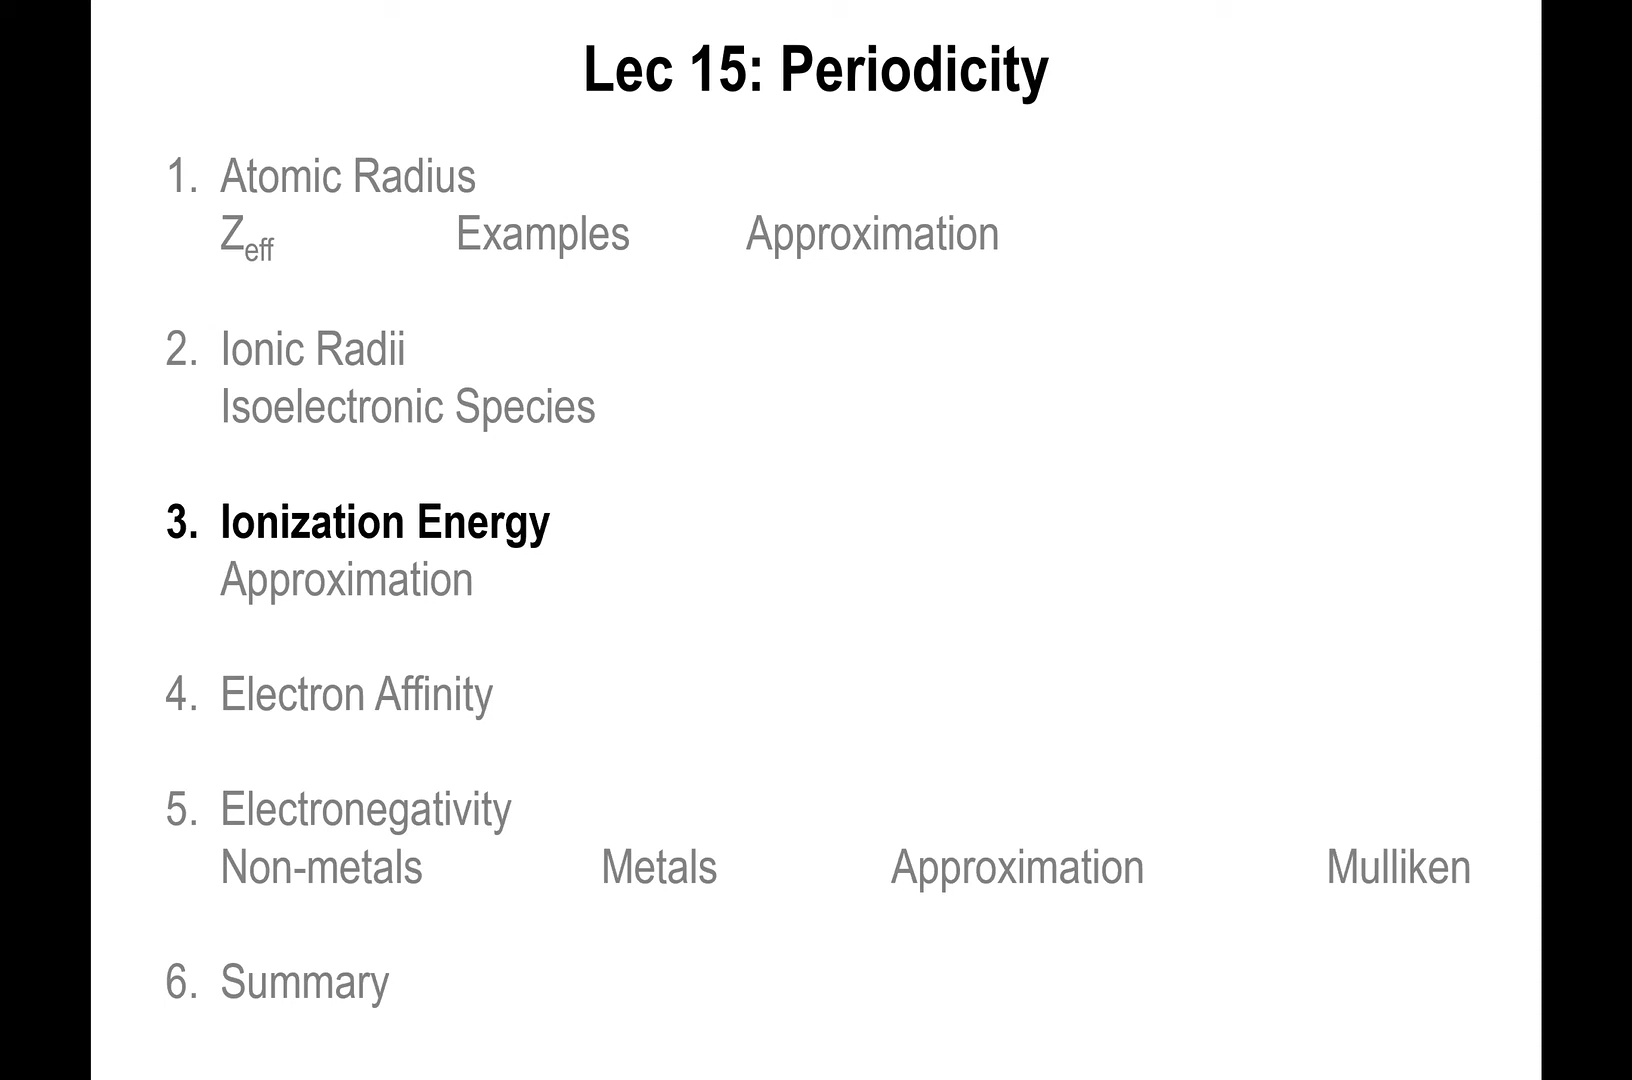 Lec 15: Periodicity
1. Atomic Radius
Zeff Examples Approximation
2. Ionic Radii
Isoelectronic Species
3. Ionization Energy
Approximation
4. Electron Affinity
5. Electronegativity
Non-metals Metals Approximation Mulliken
6. Summary